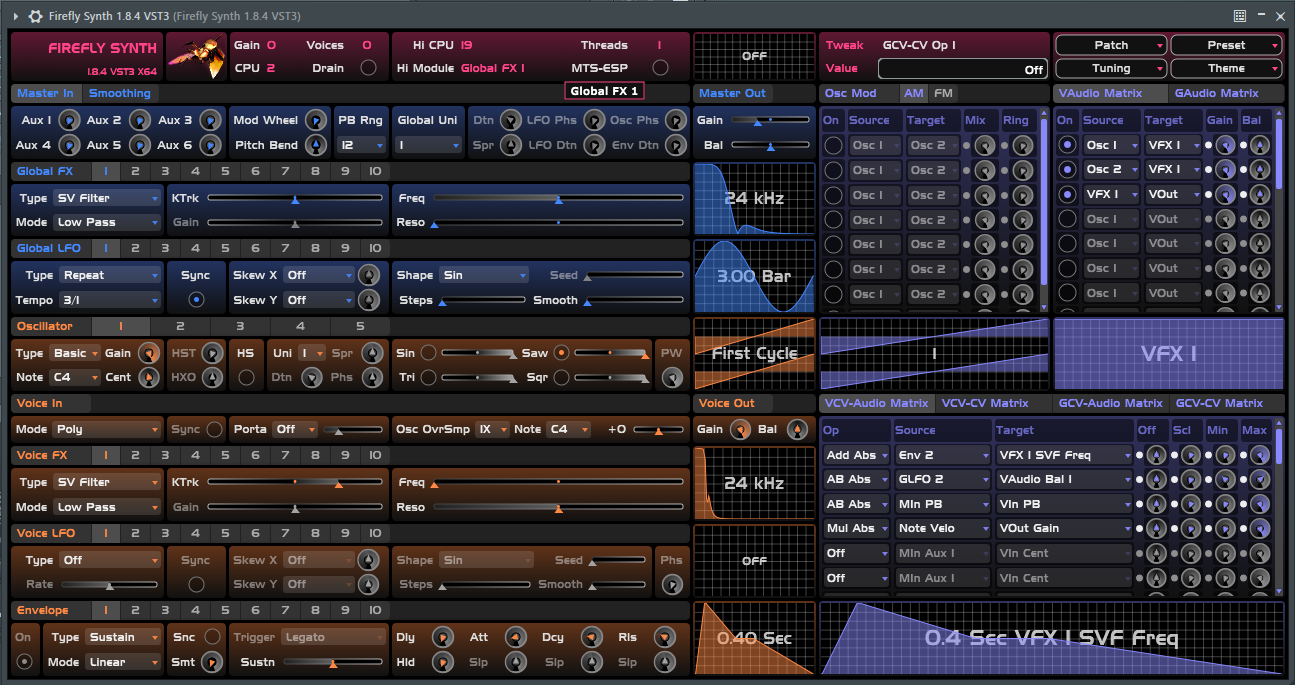 Firefly Synth 1.8.4 VST3 (Firefly Synth 1.8.4 VST3)
FIREFLY SYNTH
1.8.4 VST3 X64
Gain 0 Voices 0
CPU 2 Drain
Hi CPU 19 Threads 1
Hi Module Global FX 1 MTS-ESP
OFF
Tweak GCV-CV Op 1
Value Off
Patch Preset
Tuning Theme
Global FX 1
Master In Smoothing
Aux 1 Aux 2 Aux 3
Aux 4 Aux 5 Aux 6
Mod Wheel
Pitch Bend
PB Rng
12
Global Uni
1
Dtn LFO Phs Osc Phs
Spr LFO Dtn Env Dtn
Master Out
Gain
Bal
Global FX 1 2 3 4 5 6 7 8 9 10
Type SV Filter KTrk Freq
Mode Low Pass Gain Reso
24 kHz
Global LFO 1 2 3 4 5 6 7 8 9 10
Type Repeat Sync Skew X Off Shape Sin Seed
Tempo 3/1 Skew Y Off Steps Smooth
3.00 Bar
Oscillator 1 2 3 4 5
Type Basic Gain HST HS Uni 1 Spr Sin Saw PW
Note C4 Cent HXO Dtn Phs Tri Sqr
First Cycle
Voice In
Mode Poly Sync Porta Off Osc OvrSmp 1X Note C4 +0
Voice Out
Gain Bal
Voice FX 1 2 3 4 5 6 7 8 9 10
Type SV Filter KTrk Freq
Mode Low Pass Gain Reso
24 kHz
Voice LFO 1 2 3 4 5 6 7 8 9 10
Type Off Sync Skew X Off Shape Sin Seed Phs
Rate Skew Y Off Steps Smooth
OFF
Envelope 1 2 3 4 5 6 7 8 9 10
On Type Sustain Snc Trigger Legato Dly Att Dcy Rls
Mode Linear Smt Sustn Hld Slp Slp Slp
0.40 Sec
Osc Mod AM FM
On Source Target Mix Ring
Osc 1 Osc 2
Osc 1 Osc 2
Osc 1 Osc 2
Osc 1 Osc 2
Osc 1 Osc 2
Osc 1 Osc 2
Osc 1 Osc 2
1
VAudio Matrix GAudio Matrix
On Source Target Gain Bal
Osc 1 VFX 1
Osc 2 VFX 1
VFX 1 VOut
Osc 1 VOut
Osc 1 VOut
Osc 1 VOut
Osc 1 VOut
VFX 1
VCV-Audio Matrix VCV-CV Matrix GCV-Audio Matrix GCV-CV Matrix
Op Source Target Off Scl Min Max
Add Abs Env 2 VFX 1 SVF Freq
AB Abs GLFO 2 VAudio Bal 1
AB Abs MIn PB VIn PB
Mul Abs Note Velo VOut Gain
Off MIn Aux 1 VIn Cent
Off MIn Aux 1 VIn Cent
0.4 Sec VFX 1 SVF Freq